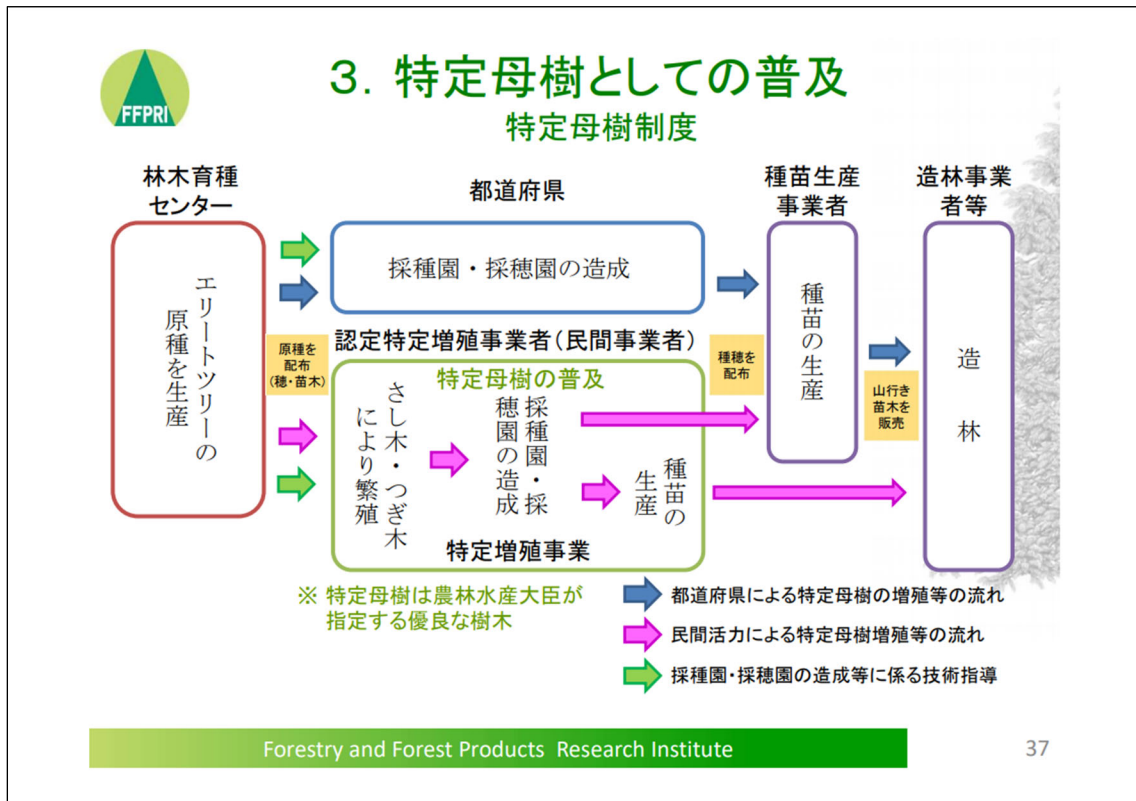 FFPRI
3. 特定母樹としての普及
特定母樹制度
林木育種
センター
都道府県
種苗生産
事業者
造林事業
者等
エリートツリーの
原種を生産
採種園・採穂園の造成
原種を
配布
(穂・苗木)
認定特定増殖事業者(民間事業者)
特定母樹の普及
さし木・つぎ木
により繁殖
採種園・採
穂園の造成
種苗の
生産
特定増殖事業
種穂を
配布
種苗の生産
山行き
苗木を
販売
造林
※ 特定母樹は農林水産大臣が
指定する優良な樹木
都道府県による特定母樹の増殖等の流れ
民間活力による特定母樹増殖等の流れ
採種園・採穂園の造成等に係る技術指導
Forestry and Forest Products Research Institute
37